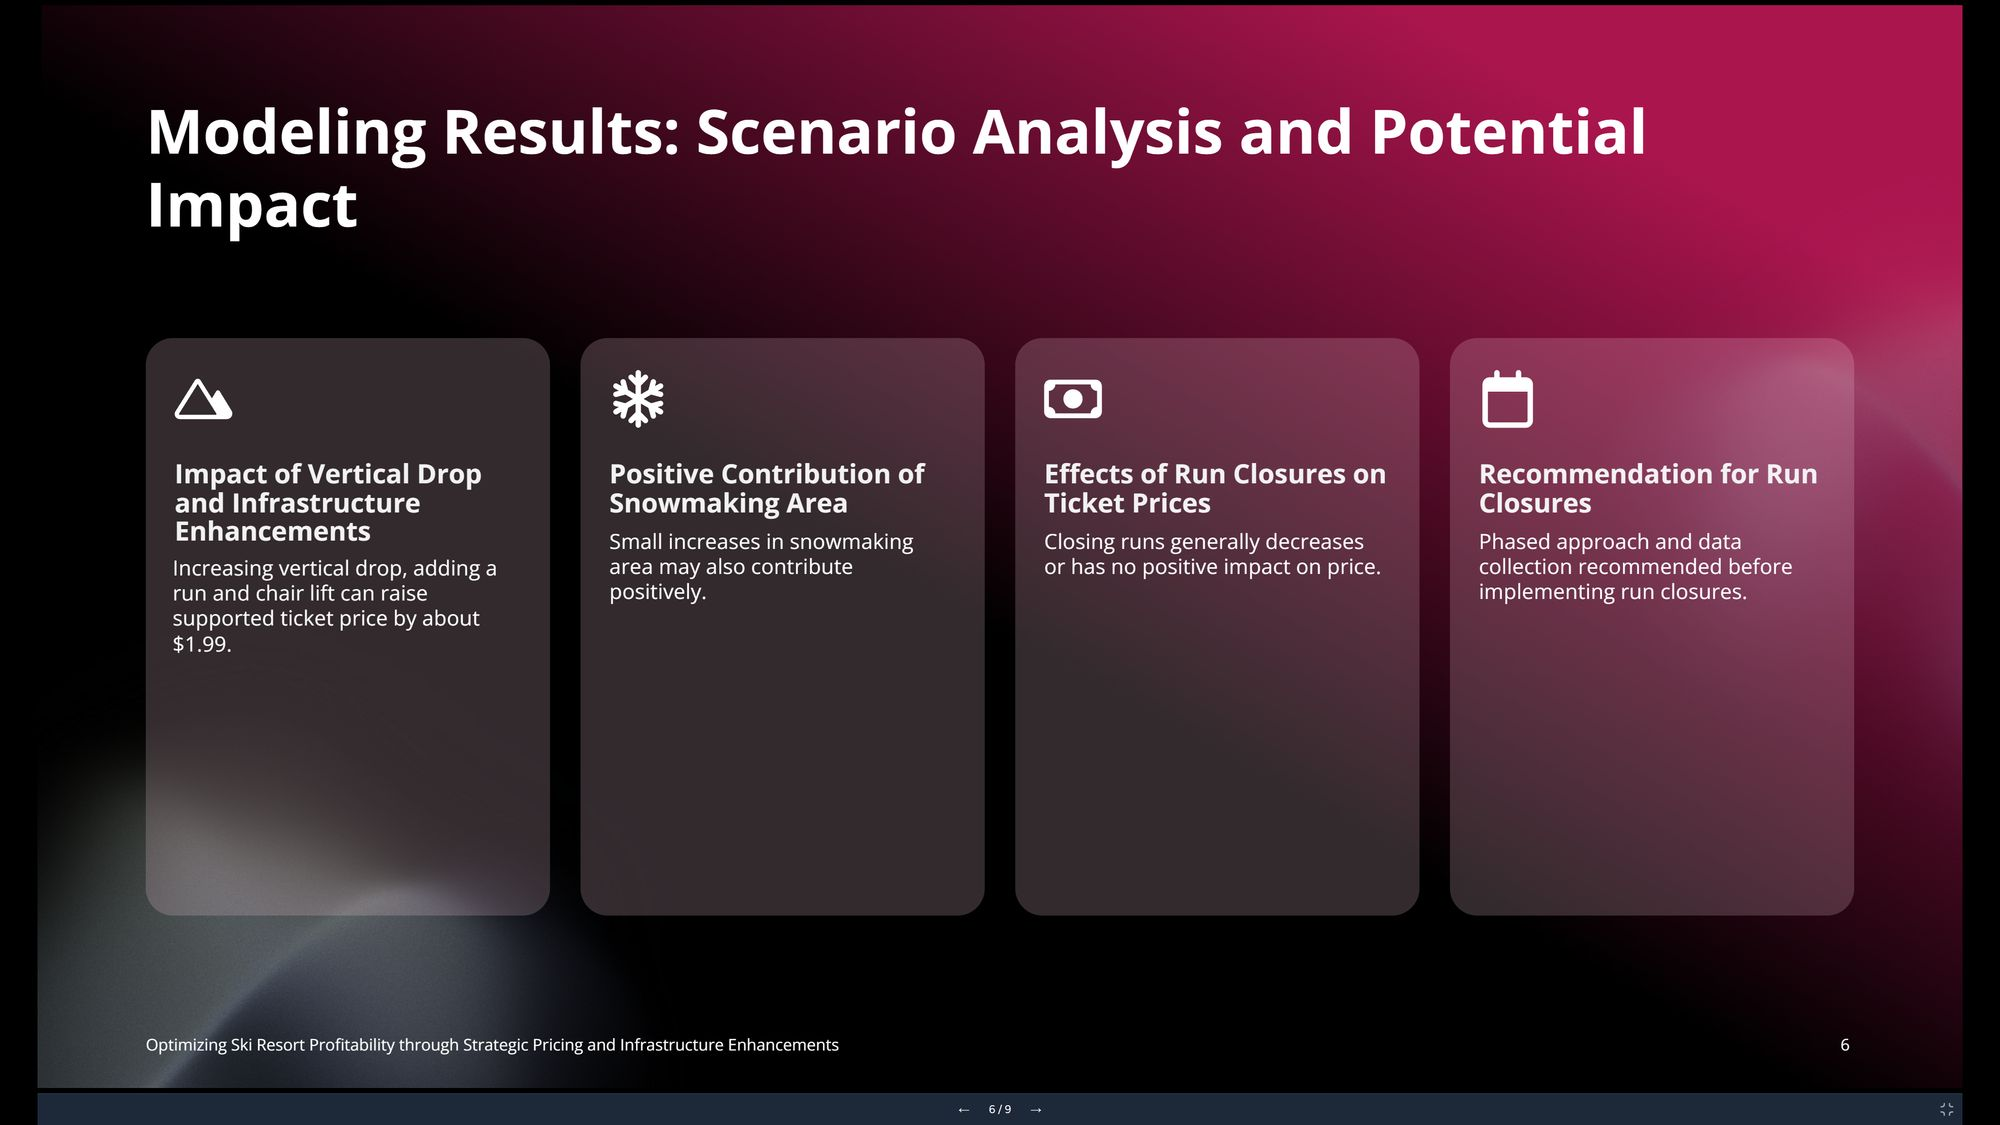 Modeling Results: Scenario Analysis and Potential
Impact
Impact of Vertical Drop
and Infrastructure
Enhancements
Increasing vertical drop, adding a
run and chair lift can raise
supported ticket price by about
$1.99.
Positive Contribution of
Snowmaking Area
Small increases in snowmaking
area may also contribute
positively.
Effects of Run Closures on
Ticket Prices
Closing runs generally decreases
or has no positive impact on price.
Recommendation for Run
Closures
Phased approach and data
collection recommended before
implementing run closures.
Optimizing Ski Resort Profitability through Strategic Pricing and Infrastructure Enhancements
6
← 6 / 9 →